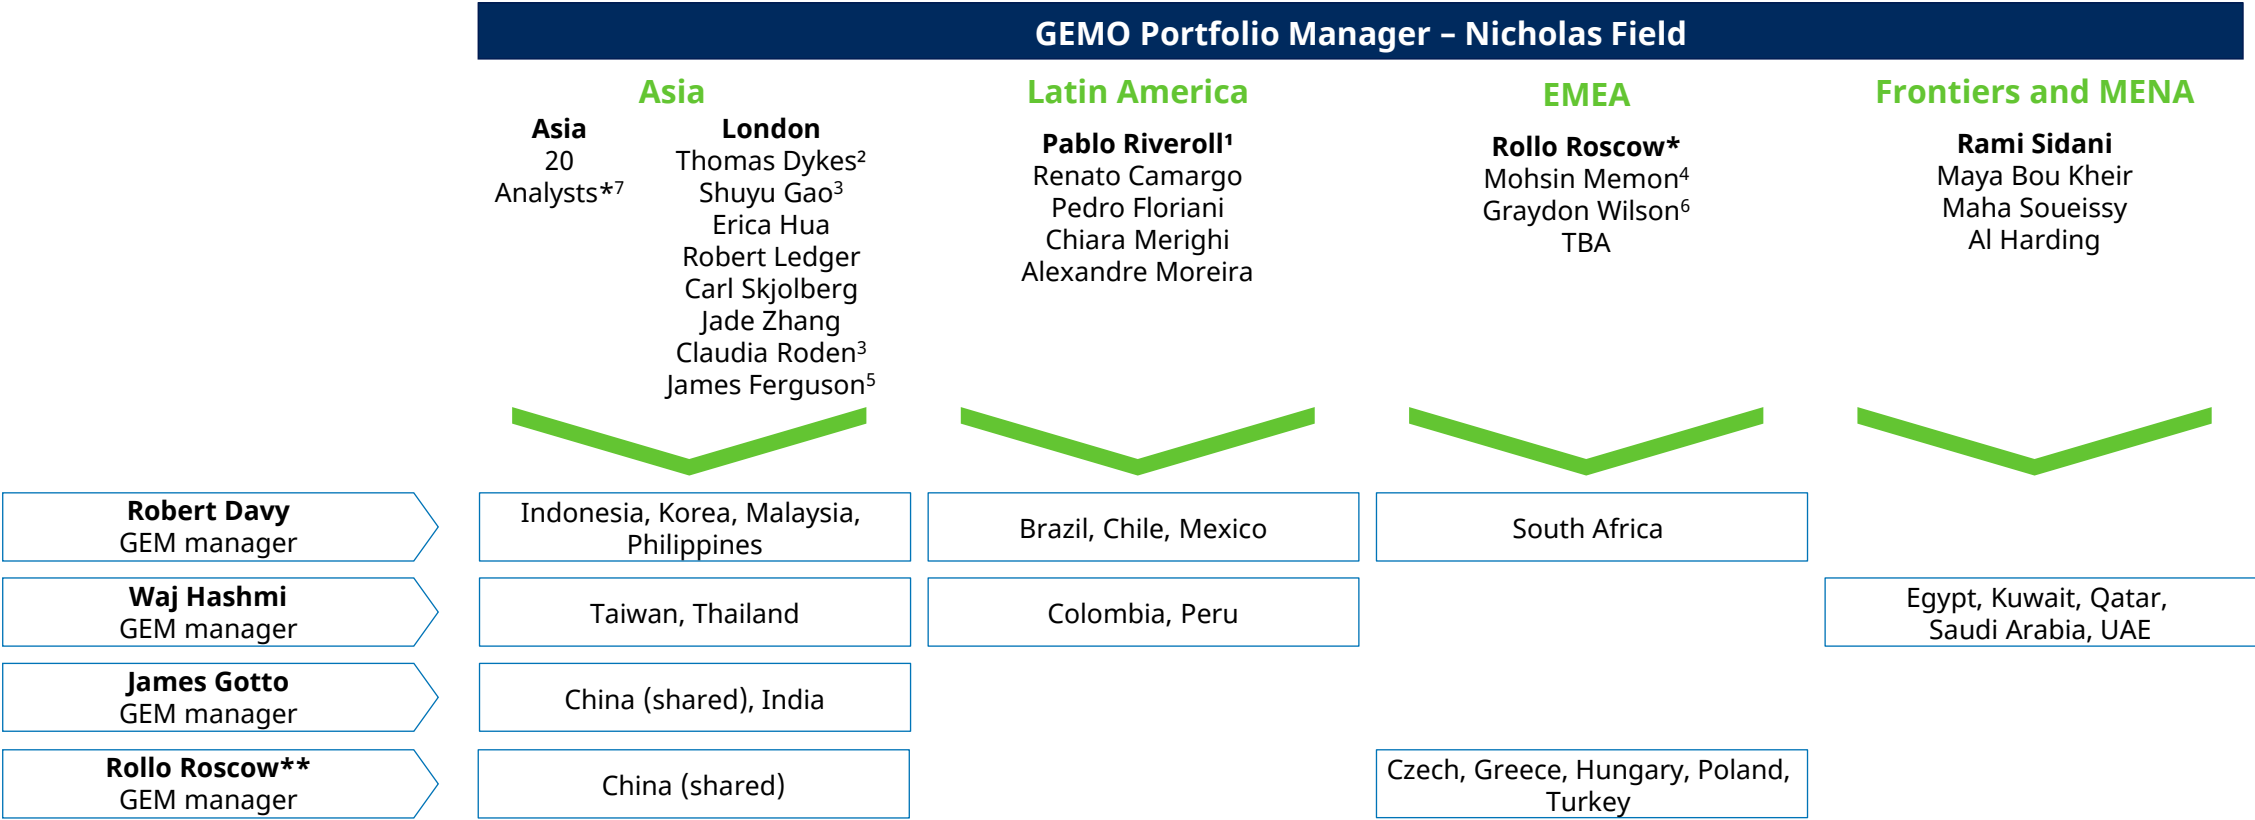 GEMO Portfolio Manager – Nicholas Field
Asia
Asia
20
Analysts*⁷
London
Thomas Dykes²
Shuyu Gao³
Erica Hua
Robert Ledger
Carl Skjolberg
Jade Zhang
Claudia Roden³
James Ferguson⁵
Latin America
Pablo Riveroll¹
Renato Camargo
Pedro Floriani
Chiara Merighi
Alexandre Moreira
EMEA
Rollo Roscow*
Mohsin Memon⁴
Graydon Wilson⁶
TBA
Frontiers and MENA
Rami Sidani
Maya Bou Kheir
Maha Soueissy
Al Harding
Robert Davy
GEM manager
Indonesia, Korea, Malaysia,
Philippines
Brazil, Chile, Mexico
South Africa
Waj Hashmi
GEM manager
Taiwan, Thailand
Colombia, Peru
Egypt, Kuwait, Qatar,
Saudi Arabia, UAE
James Gotto
GEM manager
China (shared), India
Rollo Roscow**
GEM manager
China (shared)
Czech, Greece, Hungary, Poland,
Turkey